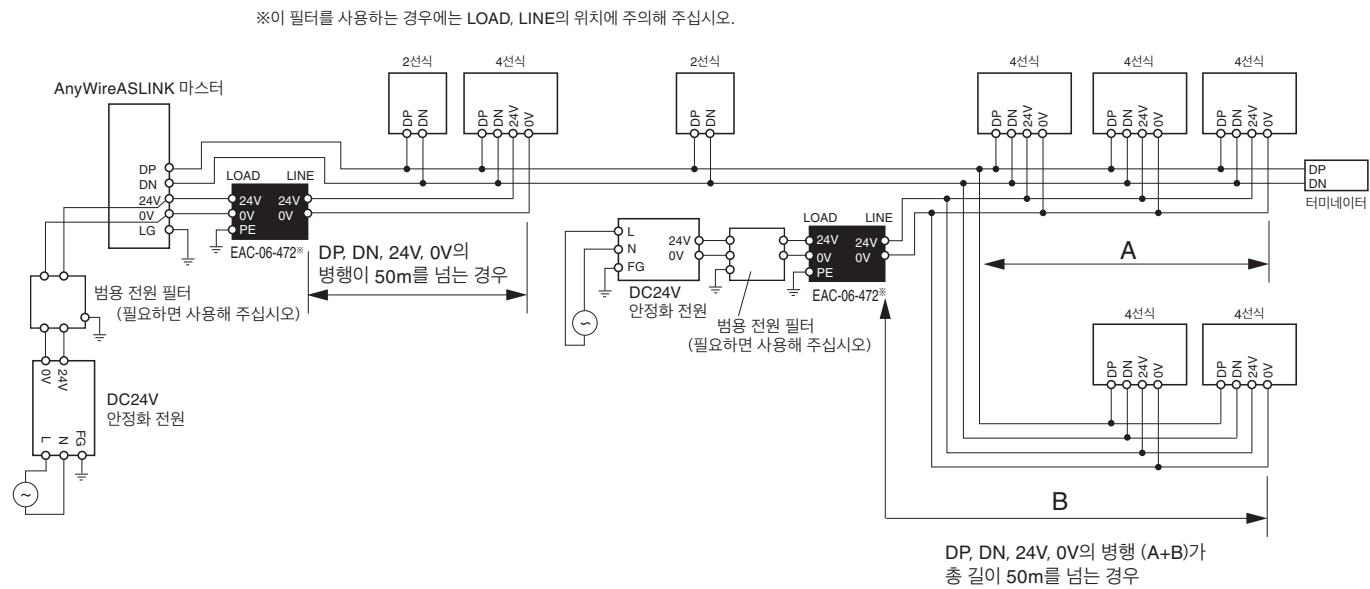 ※이 필터를 사용하는 경우에는 LOAD, LINE의 위치에 주의해 주십시오.
AnyWireASLINK 마스터
DP
DN
24V
0V
LG
LOAD LINE
24V 24V
0V 0V
PE
EAC-06-472※
2선식
DP DN
4선식
DP DN 24V 0V
2선식
DP DN
4선식
DP DN 24V 0V
4선식
DP DN 24V 0V
4선식
DP DN 24V 0V
DP
DN
터미네이터
DP, DN, 24V, 0V의
병행이 50m를 넘는 경우
범용 전원 필터
(필요하면 사용해 주십시오)
0V 24V
DC24V
안정화 전원
L N FG
~
L
N
FG
24V
0V
DC24V
안정화 전원
~
범용 전원 필터
(필요하면 사용해 주십시오)
LOAD LINE
24V 24V
0V 0V
PE
EAC-06-472※
A
4선식
DP DN 24V 0V
4선식
DP DN 24V 0V
B
DP, DN, 24V, 0V의 병행 (A+B)가
총 길이 50m를 넘는 경우